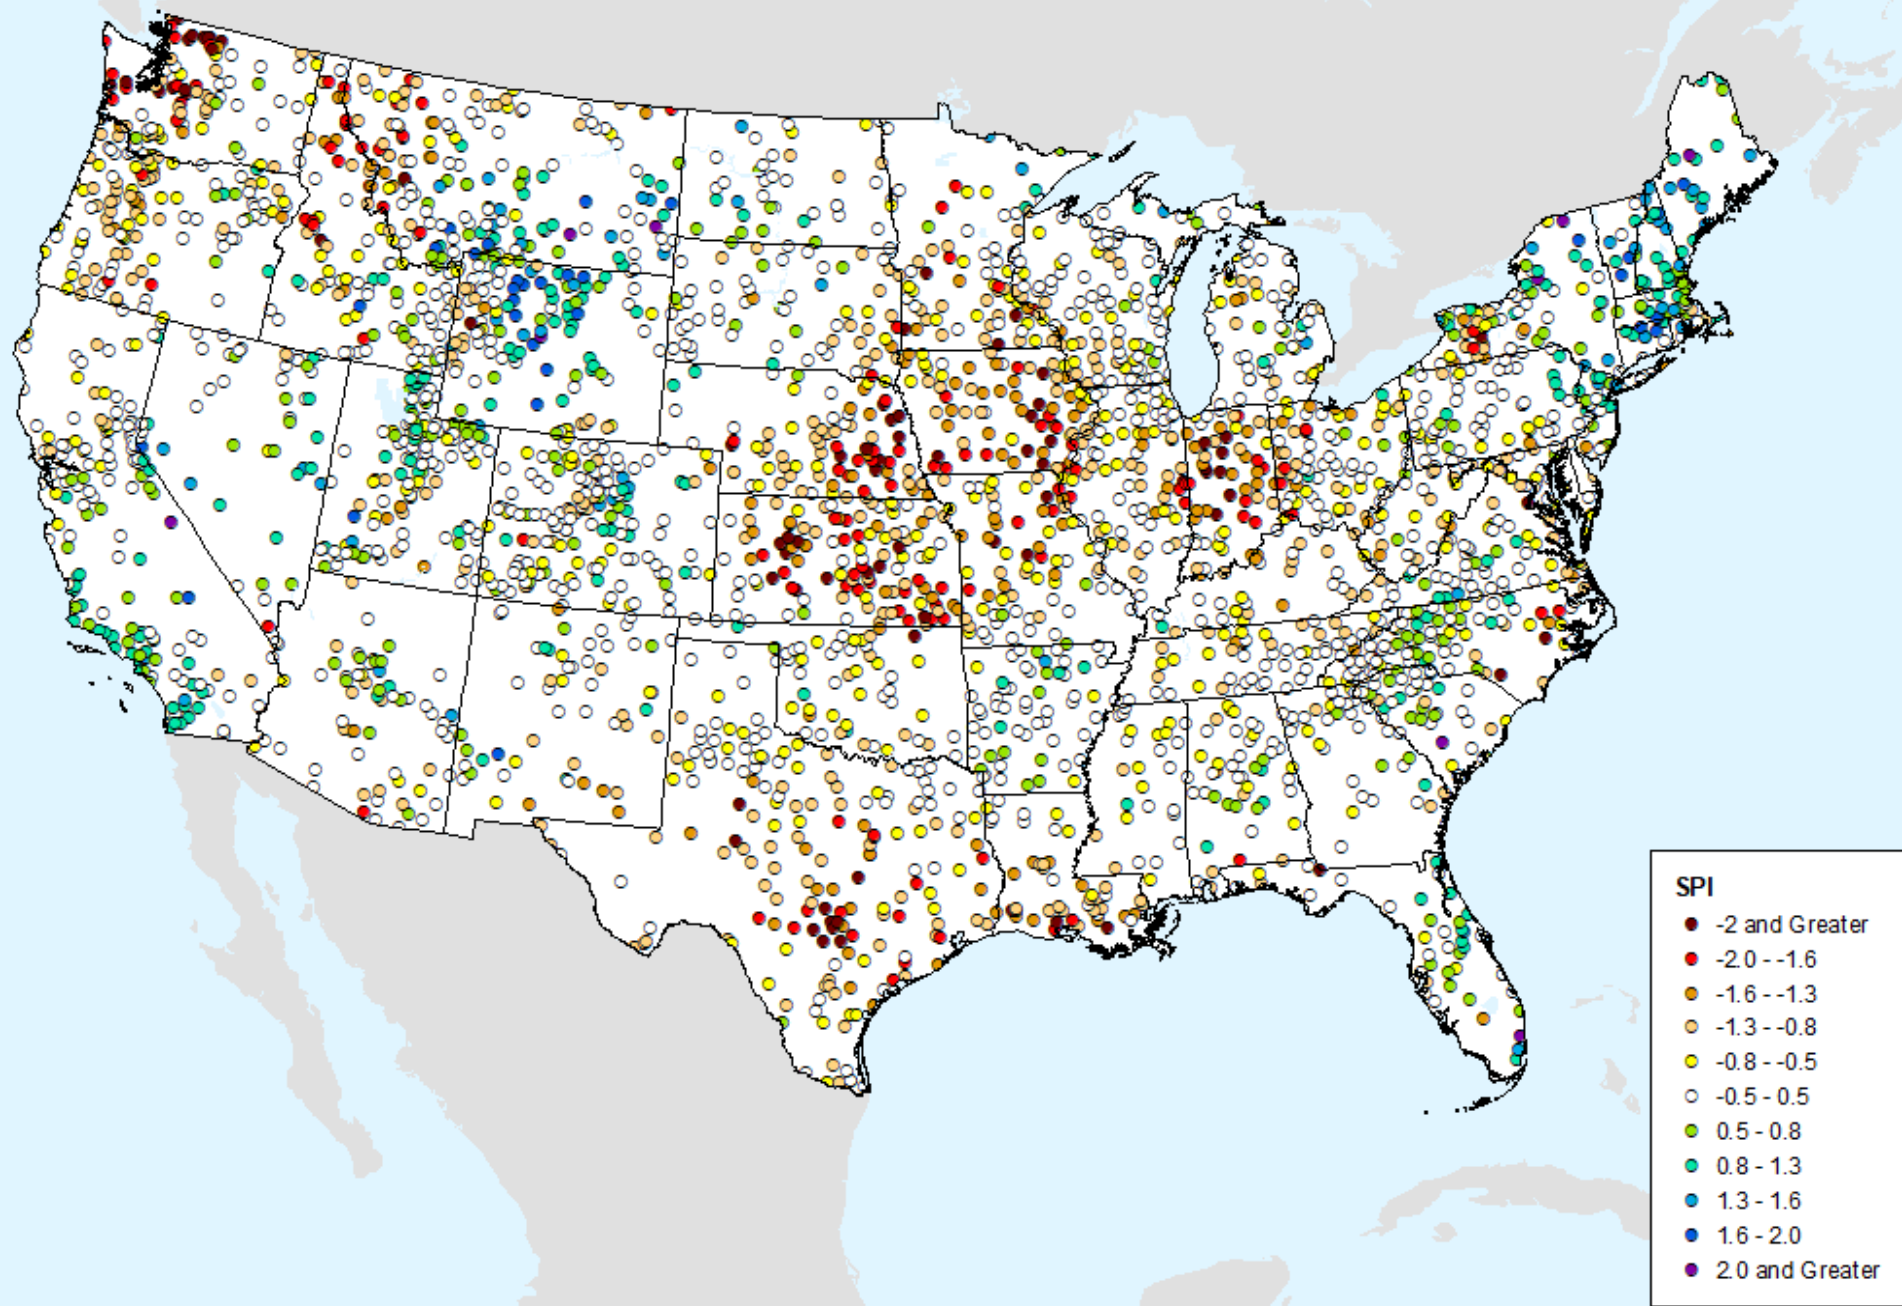 SPI
-2 and Greater
-2.0 - -1.6
-1.6 - -1.3
-1.3 - -0.8
-0.8 - -0.5
-0.5 - 0.5
0.5 - 0.8
0.8 - 1.3
1.3 - 1.6
1.6 - 2.0
2.0 and Greater